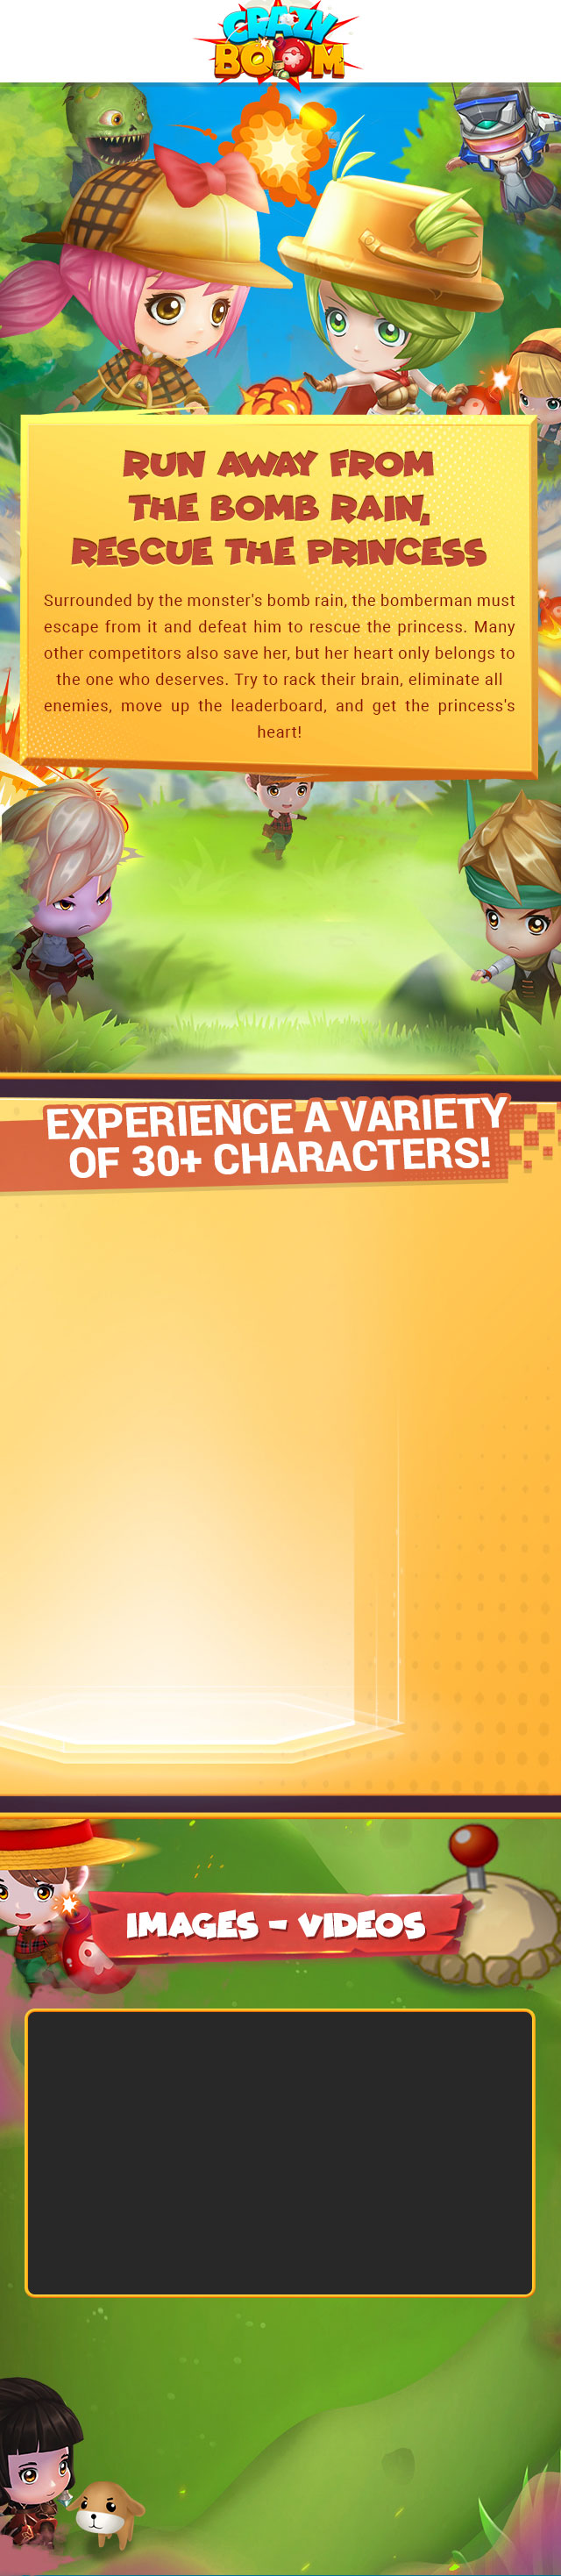 CRAZY
BOOM
RUN AWAY FROM
THE BOMB RAIN,
RESCUE THE PRINCESS
Surrounded by the monster's bomb rain, the bomberman must
escape from it and defeat him to rescue the princess. Many
other competitors also save her, but her heart only belongs to
the one who deserves. Try to rack their brain, eliminate all
enemies, move up the leaderboard, and get the princess's
heart!
EXPERIENCE A VARIETY
OF 30+ CHARACTERS!
IMAGES - VIDEOS